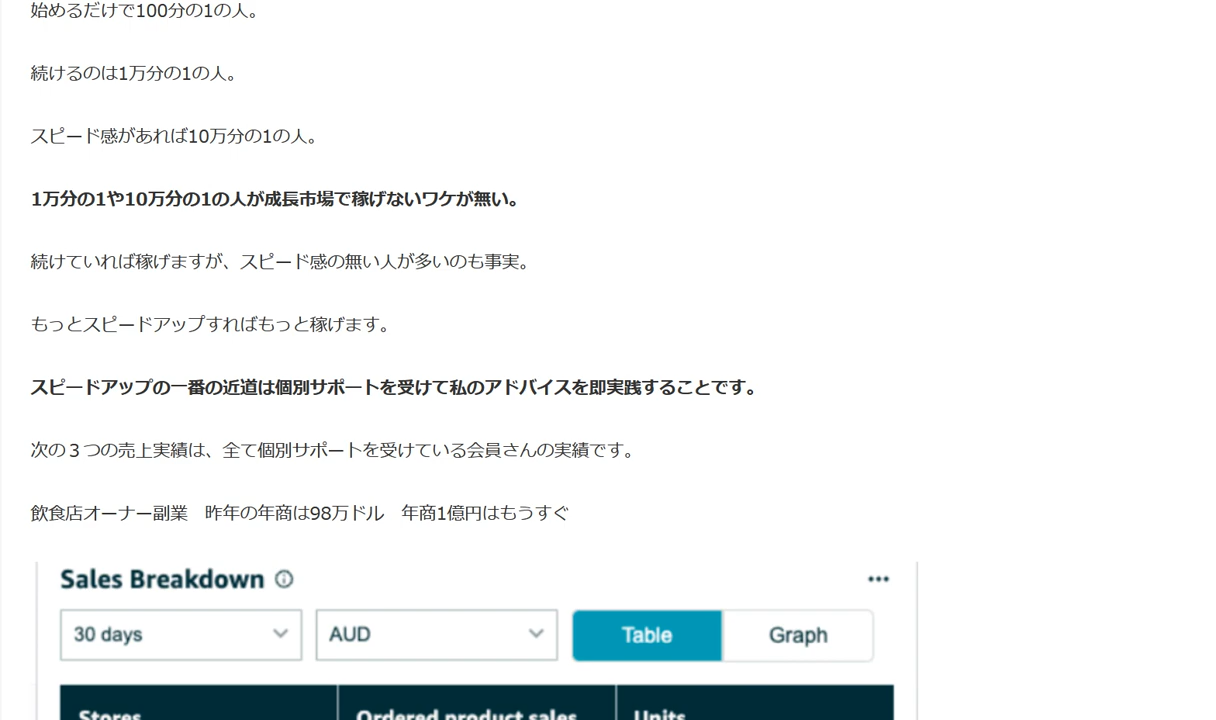 始めるだけで100分の1の人。
続けるのは1万分の1の人。
スピード感があれば10万分の1の人。
1万分の1や10万分の1の人が成長市場で稼げないワケが無い。
続けていれば稼げますが、スピード感の無い人が多いのも事実。
もっとスピードアップすればもっと稼げます。
スピードアップの一番の近道は個別サポートを受けて私のアドバイスを即実践することです。
次の３つの売上実績は、全て個別サポートを受けている会員さんの実績です。
飲食店オーナー副業　昨年の年商は98万ドル　年商1億円はもうすぐ
Sales Breakdown
30 days AUD Table Graph
Stores Ordered product sales Units